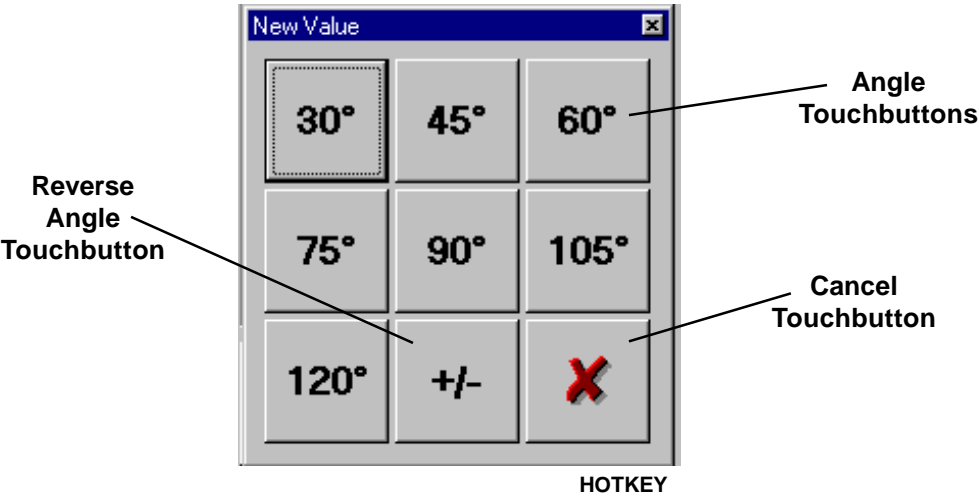 New Value
30° 45° 60°
Angle
Touchbuttons
Reverse
Angle
Touchbutton
75° 90° 105°
Cancel
Touchbutton
120° +/-
HOTKEY